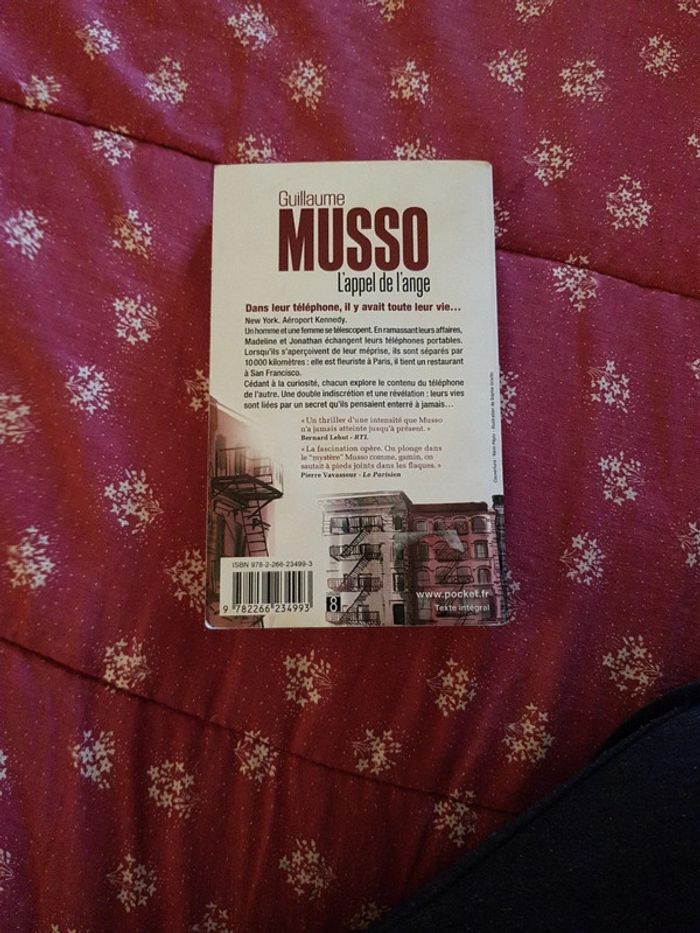 Guillaume
MUSSO
L'appel de l'ange
Dans leur téléphone, il y avait toute leur vie...
New York. Aéroport Kennedy.
Un homme et une femme se télescopent. En ramassant leurs affaires,
Madeline et Jonathan échangent leurs téléphones portables.
Lorsqu'ils s'aperçoivent de leur méprise, ils sont séparés par
10 000 kilomètres : elle est fleuriste à Paris, il tient un restaurant
à San Francisco.
Cédant à la curiosité, chacun explore le contenu du téléphone
de l'autre. Une double indiscrétion et une révélation : leurs vies
sont liées par un secret qu'ils pensaient enterré à jamais...
« Un thriller d'une intensité que Musso
n'a jamais atteinte jusqu'à présent. »
Bernard Lehut - RTL
« La fascination opère. On plonge dans
le "mystère" Musso comme, gamin, on
sautait à pieds joints dans les flaques. »
Pierre Vavasseur - Le Parisien
ISBN 978-2-266-23499-3
9 782266 234993
8
www.pocket.fr
Texte intégral